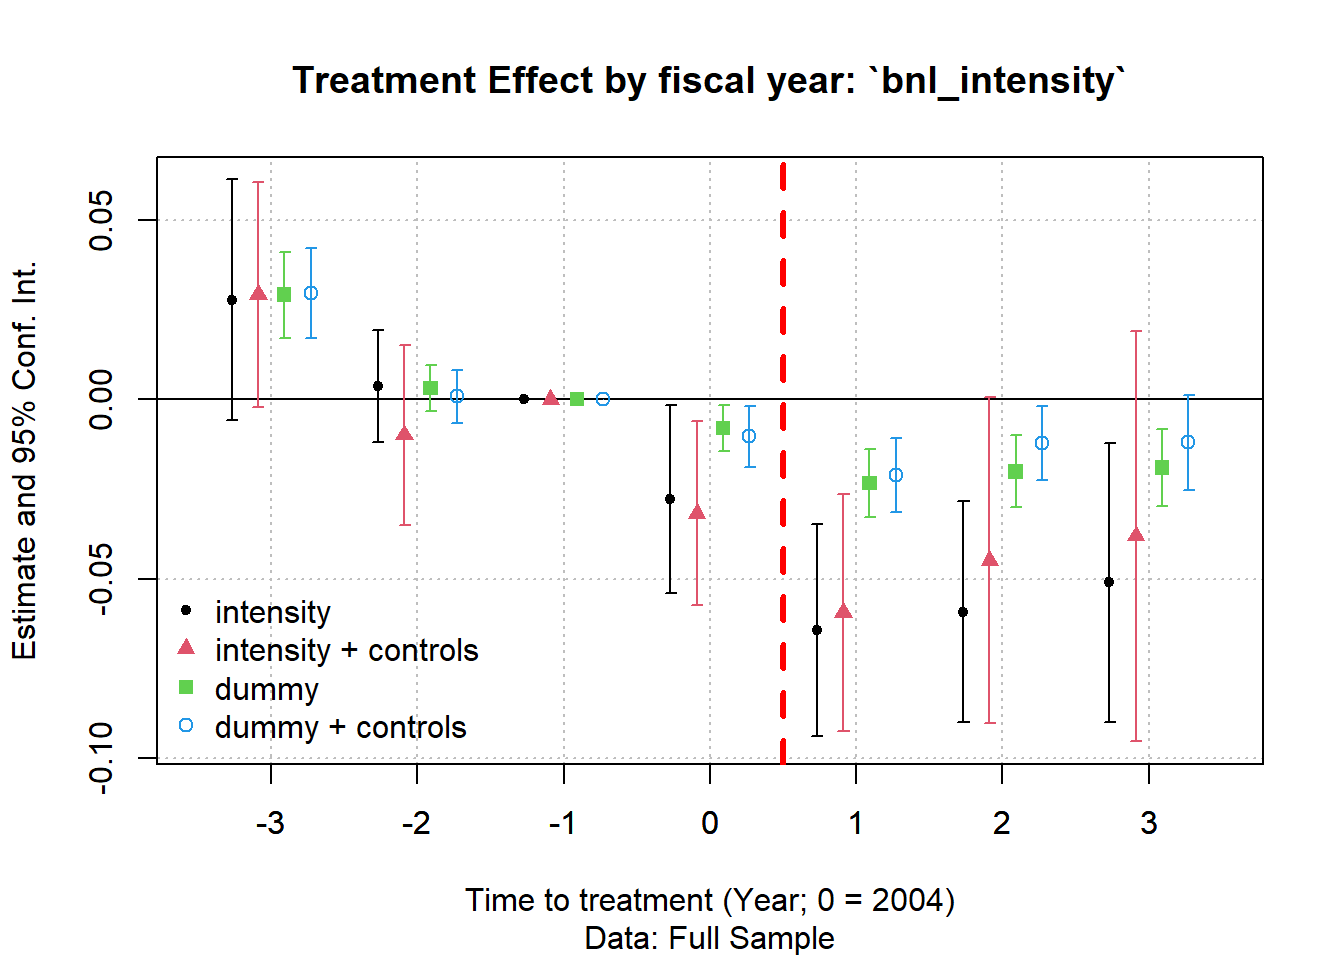 Treatment Effect by fiscal year: `bnl_intensity`
Estimate and 95% Conf. Int.
0.05
0.00
-0.05
-0.10
intensity
intensity + controls
dummy
dummy + controls
-3 -2 -1 0 1 2 3
Time to treatment (Year; 0 = 2004)
Data: Full Sample